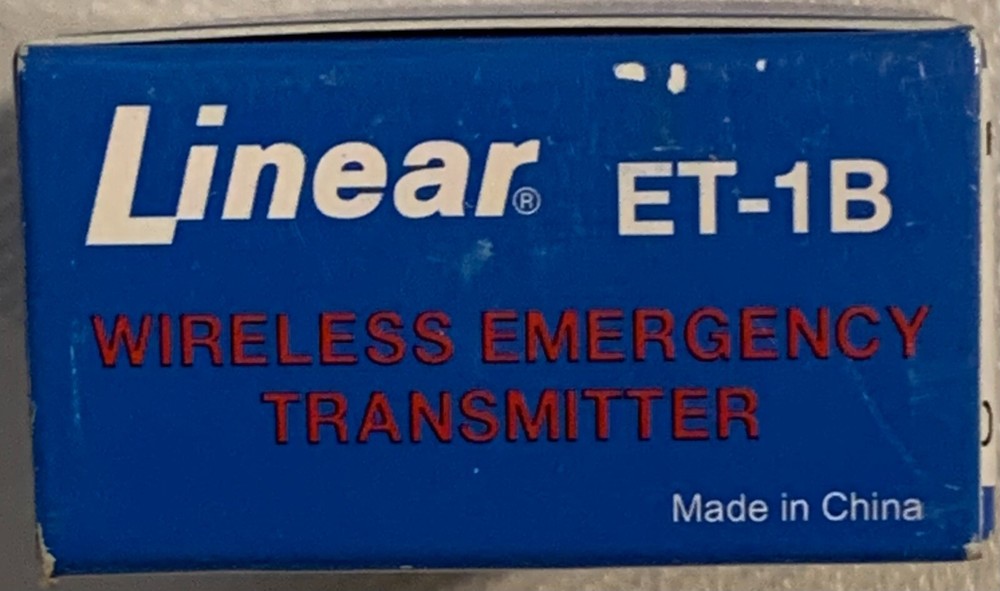 Linear® ET-1B
WIRELESS EMERGENCY
TRANSMITTER
Made in China